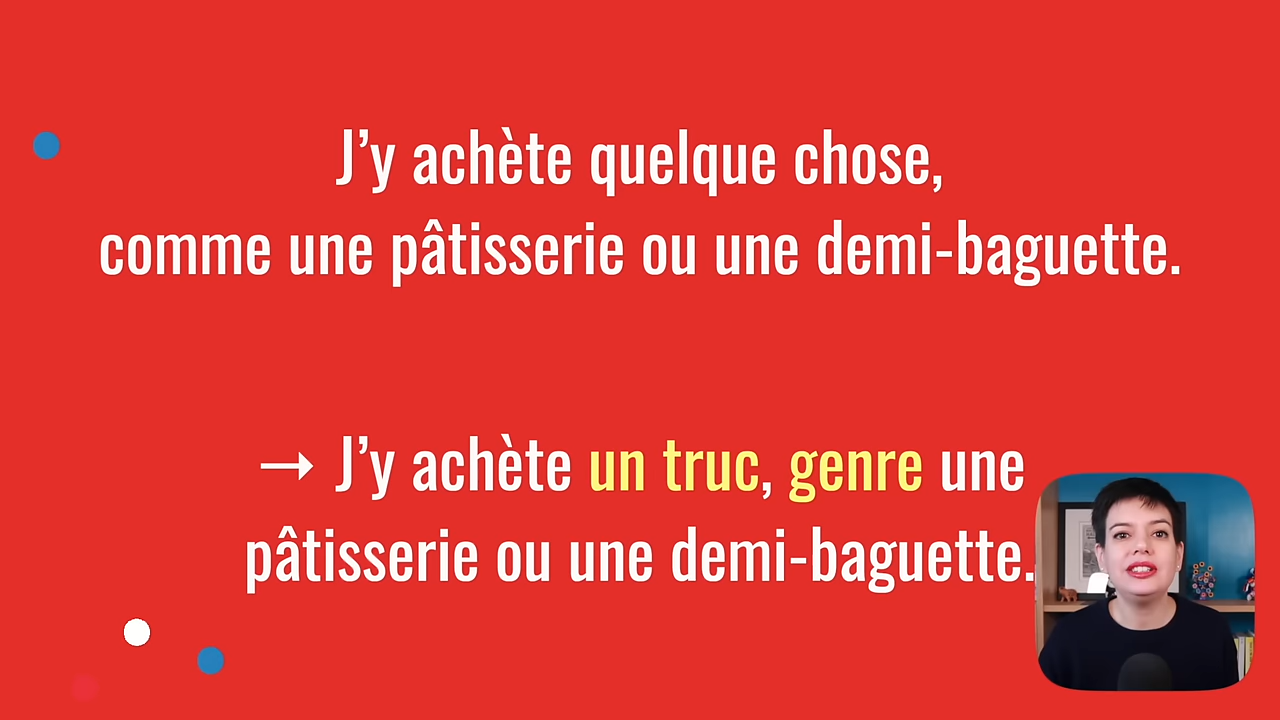 J’y achète quelque chose,
comme une pâtisserie ou une demi-baguette.
→ J’y achète un truc, genre une
pâtisserie ou une demi-baguette.